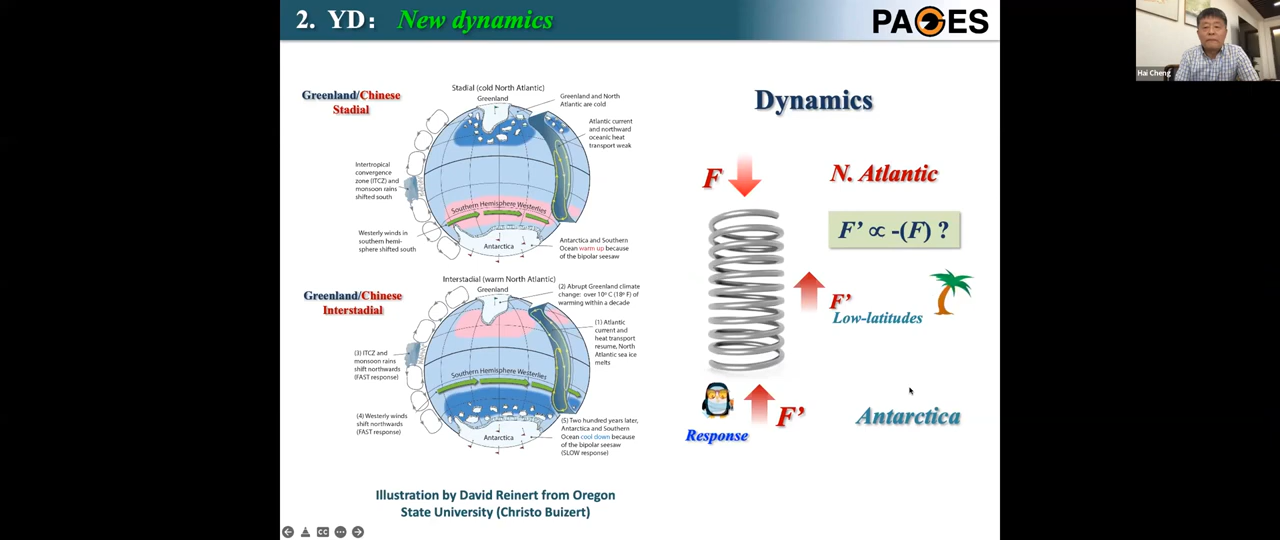 2. YD: New dynamics
PAGES
Hai Cheng
Greenland/Chinese
Stadial
Stadial (cold North Atlantic)
Greenland
Greenland and North
Atlantic are cold
Atlantic current
and northward
oceanic heat
transport weak
Intertropical
convergence
zone (ITCZ) and
monsoon rains
shifted south
Southern Hemisphere Westerlies
Westerly winds in
southern hemi-
sphere shifted south
Antarctica
Antarctica and Southern
Ocean warm up because
of the bipolar seesaw
Greenland/Chinese
Interstadial
Interstadial (warm North Atlantic)
Greenland
(2) Abrupt Greenland climate
change: over 10° C (18° F) of
warming within a decade
(1) Atlantic
current and
heat transport
resume, North
Atlantic sea ice
melts
(3) ITCZ and
monsoon rains
shift northwards
(FAST response)
Southern Hemisphere Westerlies
(4) Westerly winds
shift northwards
(FAST response)
Antarctica
(5) Two hundred years later,
Antarctica and Southern
Ocean cool down because
of the bipolar seesaw
(SLOW response)
Illustration by David Reinert from Oregon
State University (Christo Buizert)
Dynamics
F
N. Atlantic
F' ∝ -(F) ?
F'
Low-latitudes
F'
Response
Antarctica
CC